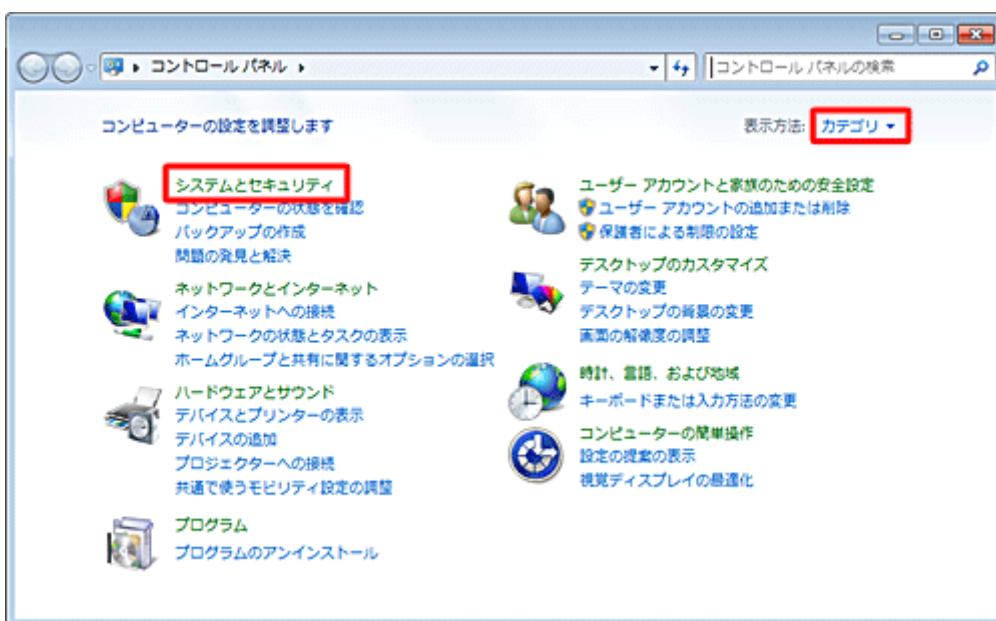 コントロール パネル
コントロール パネルの検索
コンピューターの設定を調整します
表示方法: カテゴリ
システムとセキュリティ
コンピューターの状態を確認
バックアップの作成
問題の発見と解決
ネットワークとインターネット
インターネットへの接続
ネットワークの状態とタスクの表示
ホームグループと共有に関するオプションの選択
ハードウェアとサウンド
デバイスとプリンターの表示
デバイスの追加
プロジェクターへの接続
共通で使うモビリティ設定の調整
プログラム
プログラムのアンインストール
ユーザー アカウントと家族のための安全設定
ユーザー アカウントの追加または削除
保護者による制限の設定
デスクトップのカスタマイズ
テーマの変更
デスクトップの背景の変更
画面の解像度の調整
時計、言語、および地域
キーボードまたは入力方法の変更
コンピューターの簡単操作
設定の提案の表示
視覚ディスプレイの最適化